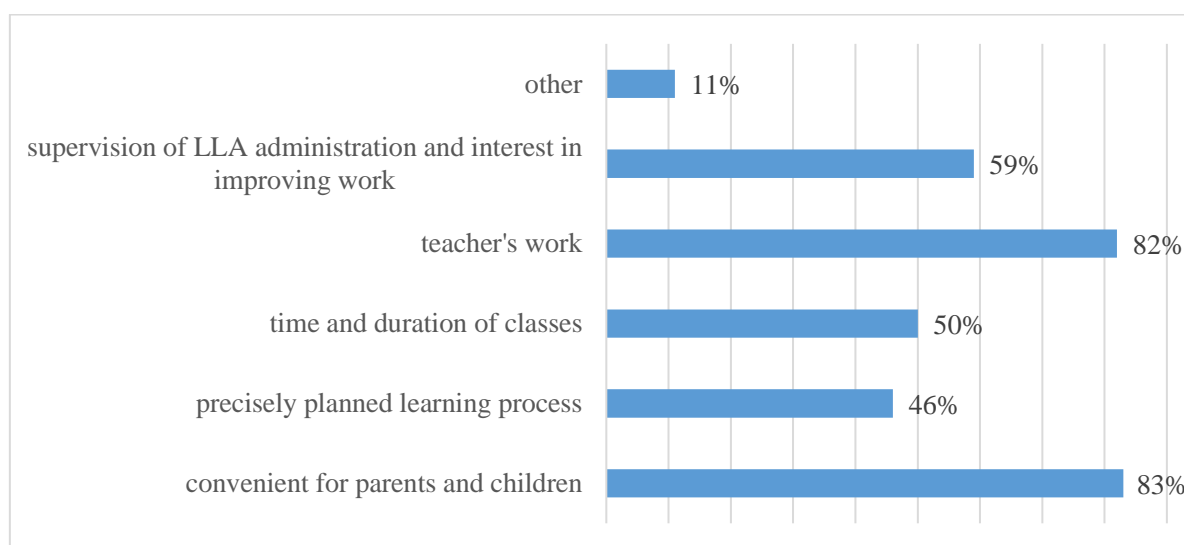 other
11%
supervision of LLA administration and interest in
improving work
59%
teacher's work
82%
time and duration of classes
50%
precisely planned learning process
46%
convenient for parents and children
83%